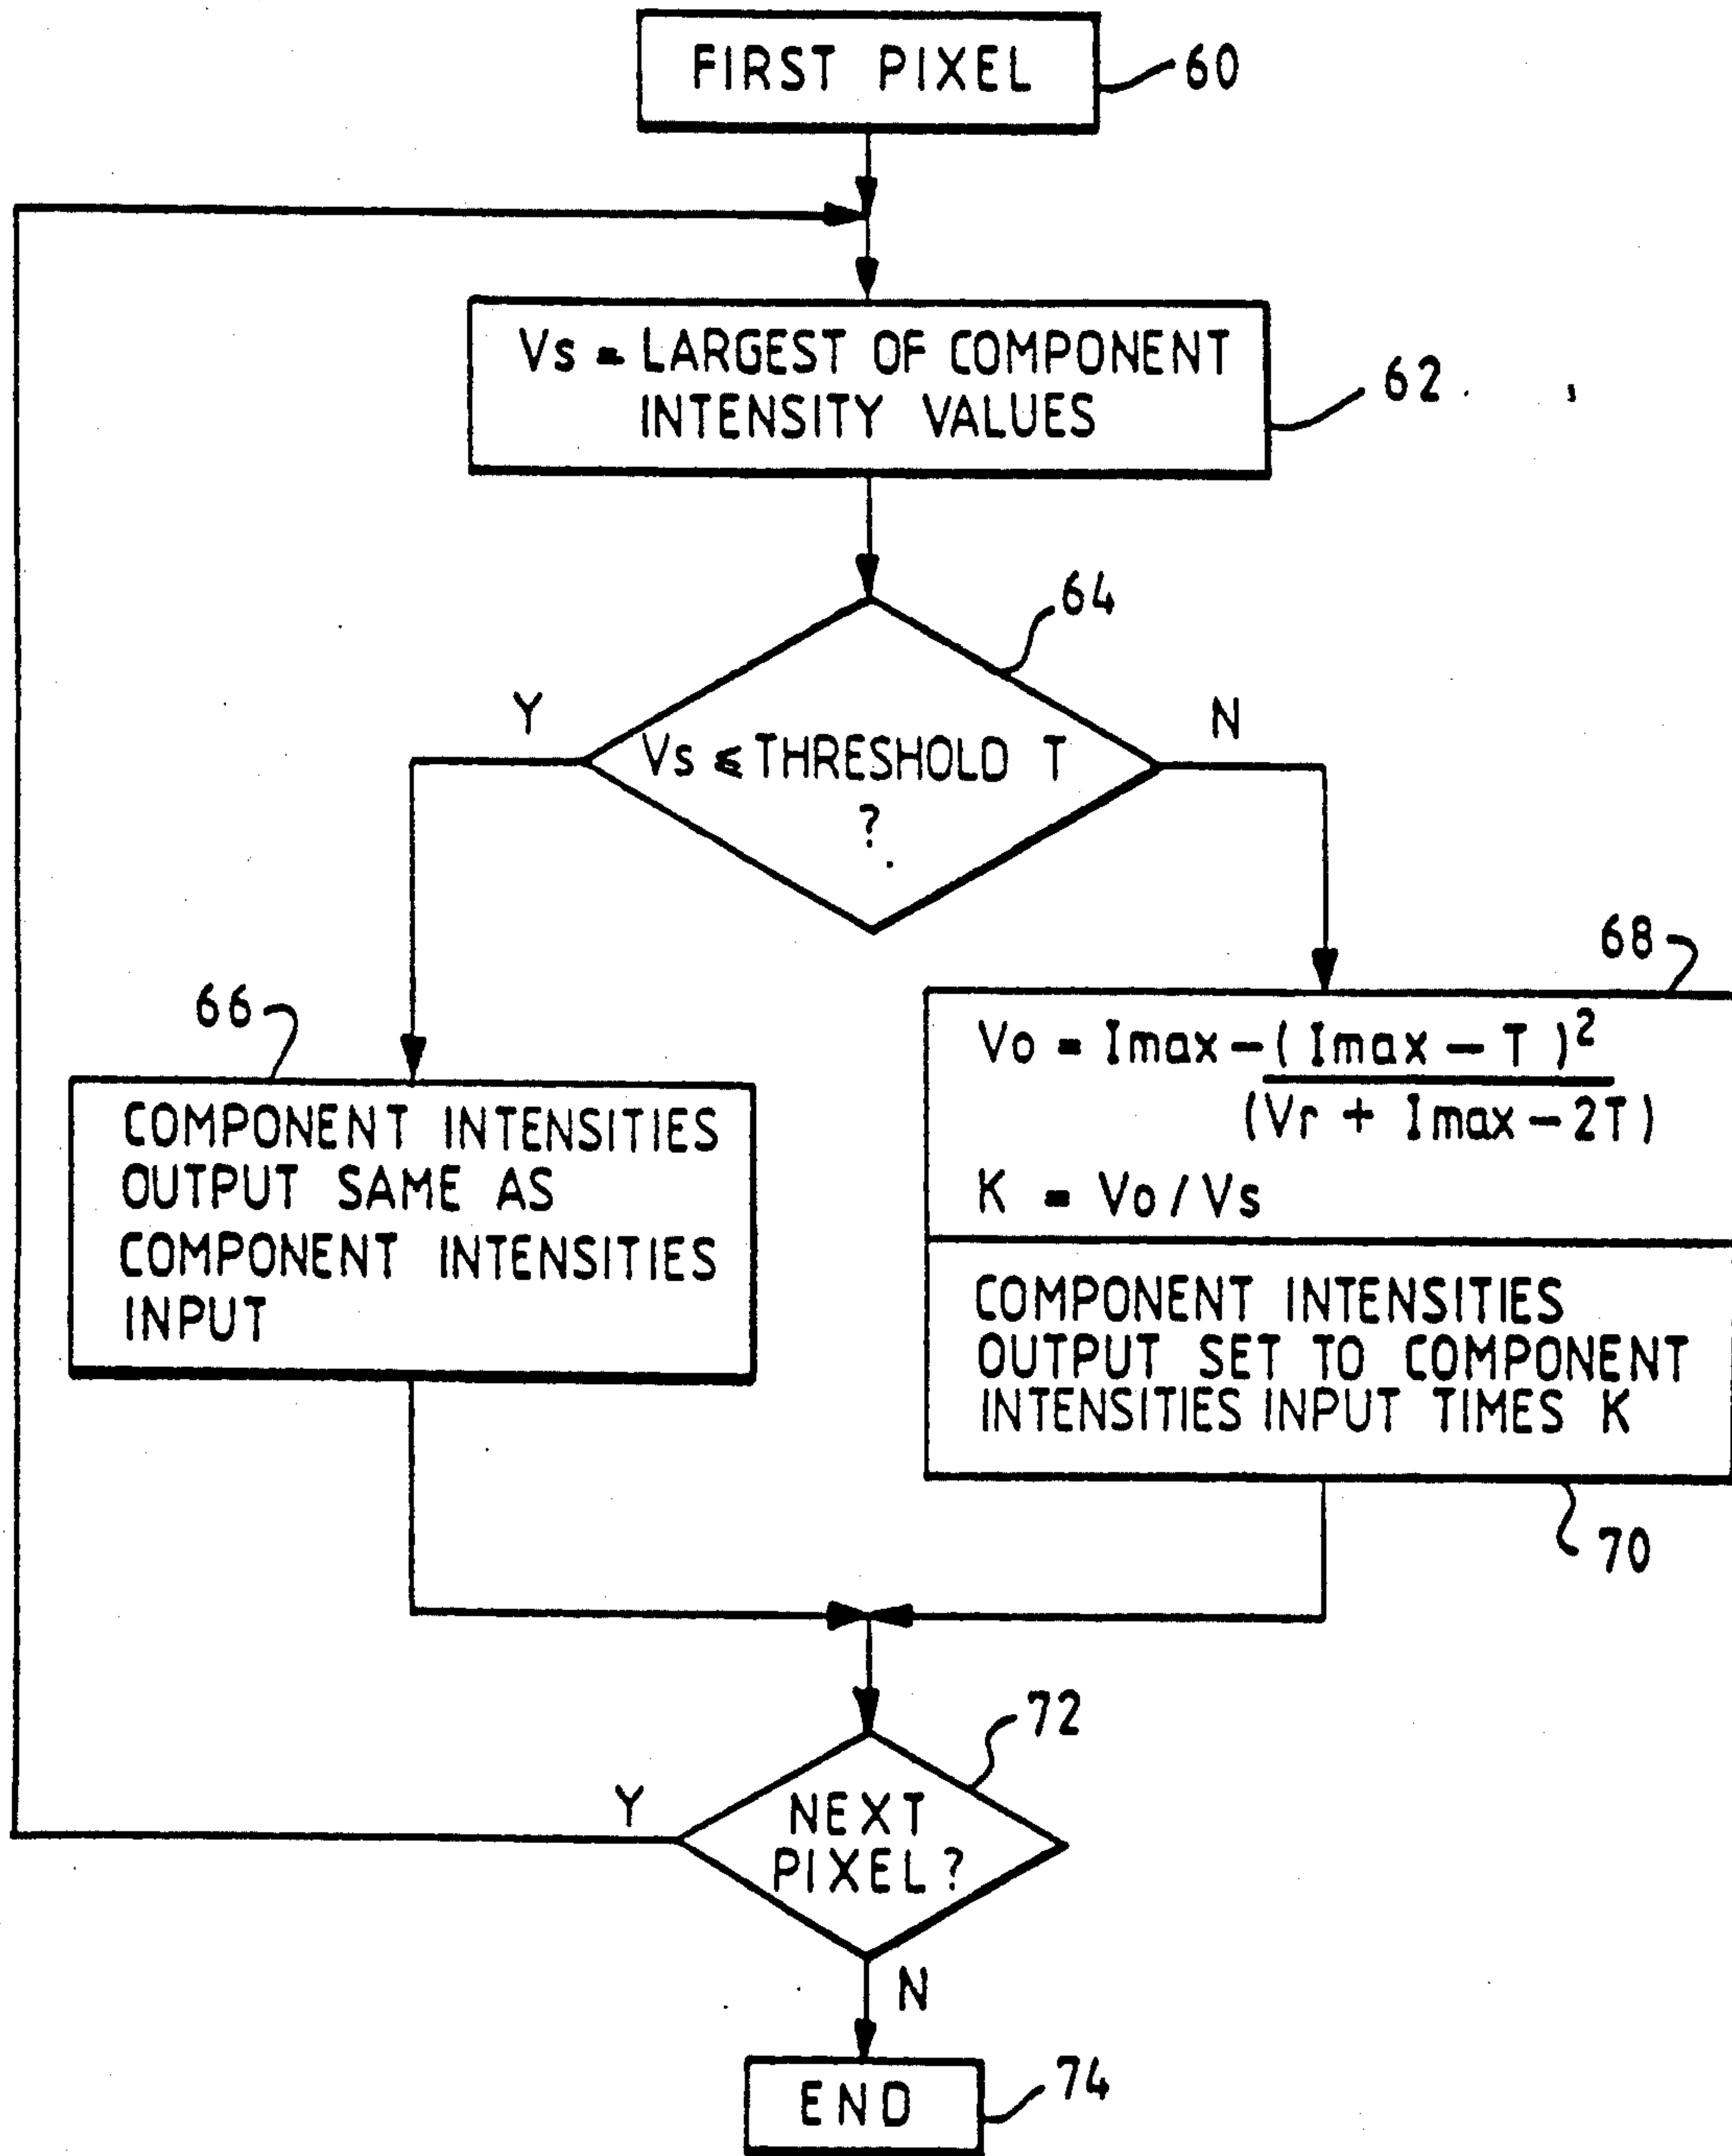 FIRST PIXEL
60
Vs = LARGEST OF COMPONENT
INTENSITY VALUES
62
64
Y
N
Vs ⩽ THRESHOLD T
?
66
COMPONENT INTENSITIES
OUTPUT SAME AS
COMPONENT INTENSITIES
INPUT
68
Vo = Imax - ( Imax - T )²
(Vr + Imax - 2T)
K = Vo / Vs
COMPONENT INTENSITIES
OUTPUT SET TO COMPONENT
INTENSITIES INPUT TIMES K
70
72
Y
NEXT
PIXEL?
N
END
74